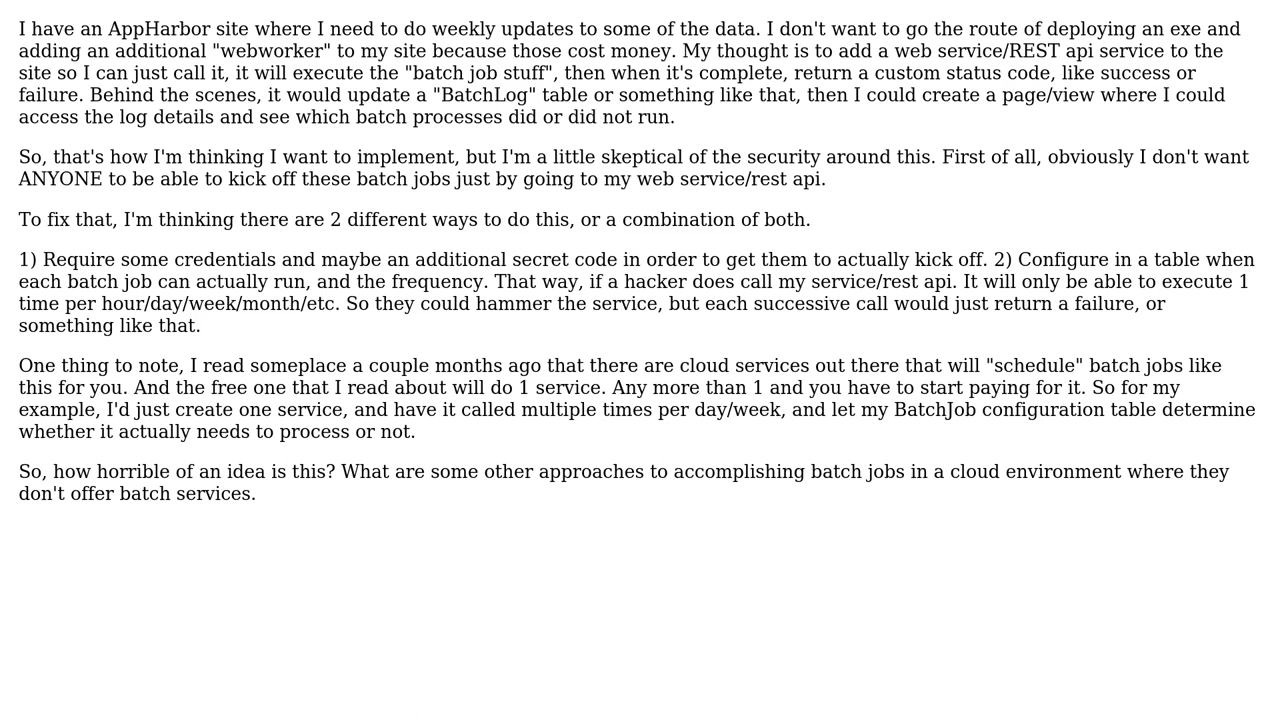 I have an AppHarbor site where I need to do weekly updates to some of the data. I don't want to go the route of deploying an exe and
adding an additional "webworker" to my site because those cost money. My thought is to add a web service/REST api service to the
site so I can just call it, it will execute the "batch job stuff", then when it's complete, return a custom status code, like success or
failure. Behind the scenes, it would update a "BatchLog" table or something like that, then I could create a page/view where I could
access the log details and see which batch processes did or did not run.
So, that's how I'm thinking I want to implement, but I'm a little skeptical of the security around this. First of all, obviously I don't want
ANYONE to be able to kick off these batch jobs just by going to my web service/rest api.
To fix that, I'm thinking there are 2 different ways to do this, or a combination of both.
1) Require some credentials and maybe an additional secret code in order to get them to actually kick off. 2) Configure in a table when
each batch job can actually run, and the frequency. That way, if a hacker does call my service/rest api. It will only be able to execute 1
time per hour/day/week/month/etc. So they could hammer the service, but each successive call would just return a failure, or
something like that.
One thing to note, I read someplace a couple months ago that there are cloud services out there that will "schedule" batch jobs like
this for you. And the free one that I read about will do 1 service. Any more than 1 and you have to start paying for it. So for my
example, I'd just create one service, and have it called multiple times per day/week, and let my BatchJob configuration table determine
whether it actually needs to process or not.
So, how horrible of an idea is this? What are some other approaches to accomplishing batch jobs in a cloud environment where they
don't offer batch services.